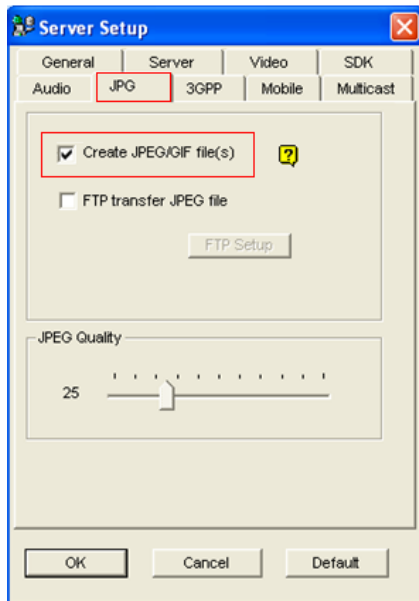 Server Setup
General Server Video SDK
Audio JPG 3GPP Mobile Multicast
Create JPEG/GIF file(s) ?
FTP transfer JPEG file
FTP Setup
JPEG Quality
25
OK Cancel Default